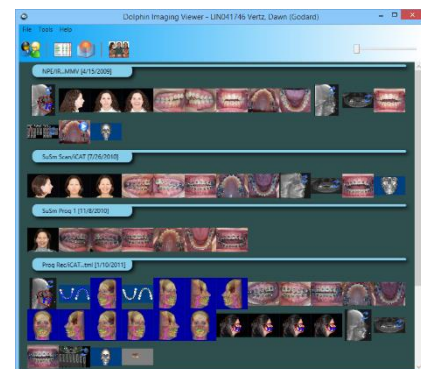 Dolphin Imaging Viewer - LIN041746 Vertz, Dawn (Godard)
File Tools Help
NPE/IR...MMV [4/15/2009]
SuSm Scan/iCAT [7/26/2010]
SuSm Prog 1 [11/8/2010]
Prog Rec/iCAT...tml [1/10/2011]